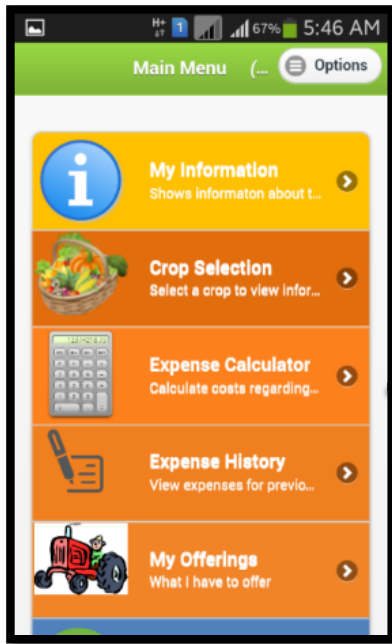 H+ 1 67% 5:46 AM
Main Menu (... Options
My Information
Shows informaton about t...
Crop Selection
Select a crop to view infor...
Expense Calculator
Calculate costs regarding...
Expense History
View expenses for previo...
My Offerings
What I have to offer